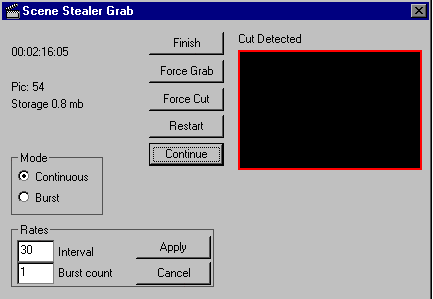 Scene Stealer Grab
00:02:16:05
Pic: 54
Storage 0.8 mb
Finish
Force Grab
Force Cut
Restart
Continue
Cut Detected
Mode
Continuous
Burst
Rates
30 Interval
1 Burst count
Apply
Cancel